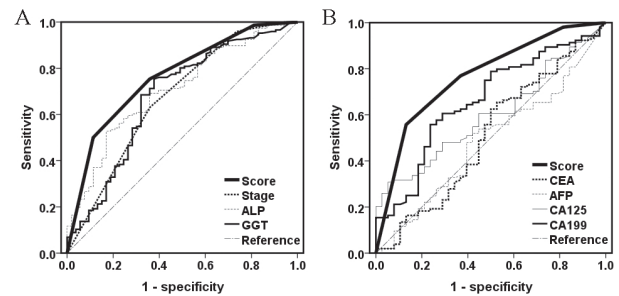 A
1.0
0.8
0.6
0.4
0.2
0.0
Sensitivity
0.0 0.2 0.4 0.6 0.8 1.0
1 - specificity
Score
Stage
ALP
GGT
Reference
B
1.0
0.8
0.6
0.4
0.2
0.0
Sensitivity
0.0 0.2 0.4 0.6 0.8 1.0
1 - specificity
Score
CEA
AFP
CA125
CA199
Reference